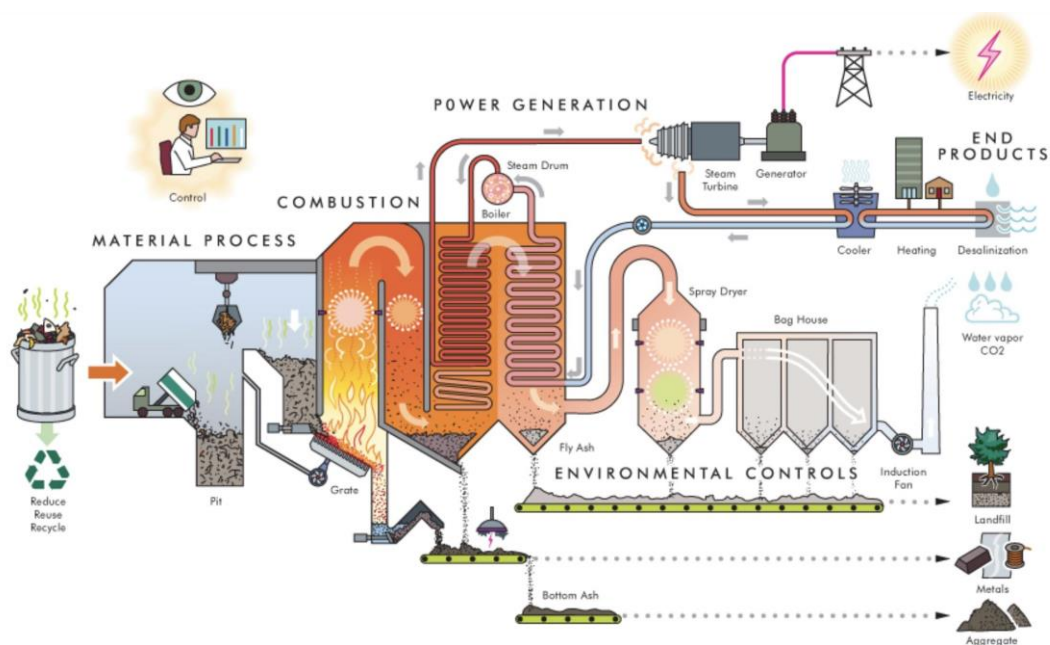 Electricity
POWER GENERATION
END
PRODUCTS
Steam Drum
Steam
Turbine
Generator
Control
COMBUSTION
Boiler
MATERIAL PROCESS
Cooler
Heating
Desalinization
Spray Dryer
Bag House
Water vapor
CO2
Fly Ash
ENVIRONMENTAL CONTROLS
Induction
Fan
Pit
Grate
Reduce
Reuse
Recycle
Landfill
Metals
Bottom Ash
Aggregate